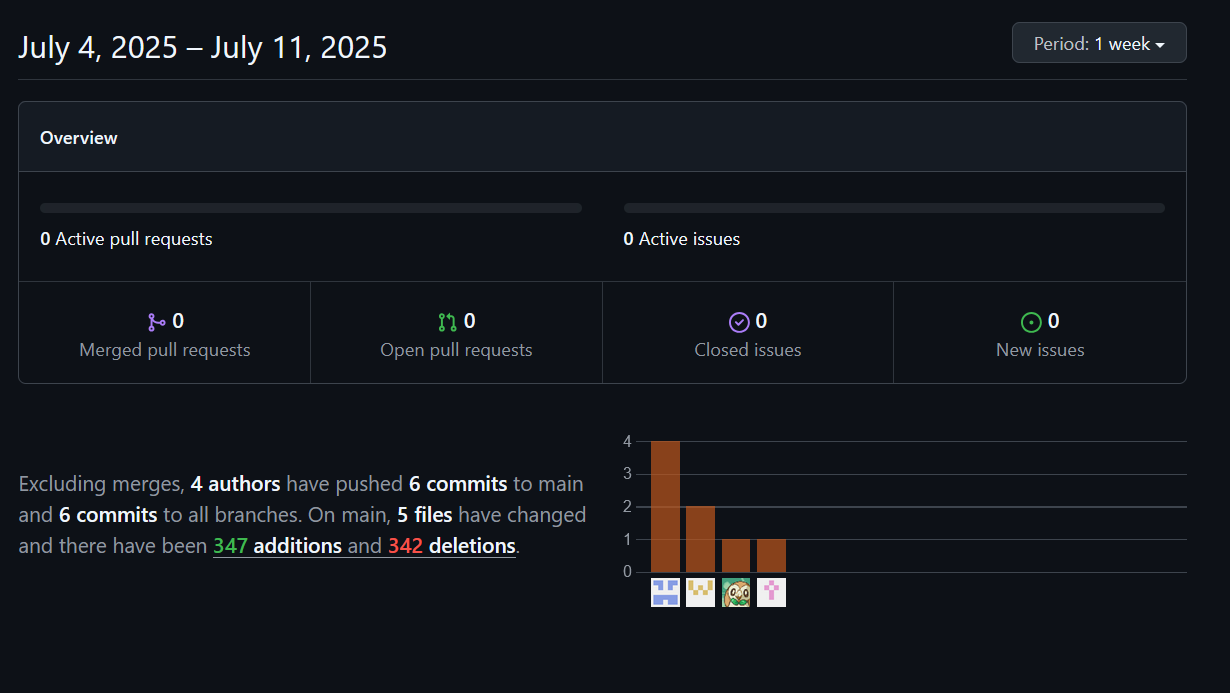 July 4, 2025 – July 11, 2025
Period: 1 week
Overview
0 Active pull requests
0 Active issues
0
Merged pull requests
0
Open pull requests
0
Closed issues
0
New issues
Excluding merges, 4 authors have pushed 6 commits to main
and 6 commits to all branches. On main, 5 files have changed
and there have been 347 additions and 342 deletions.
4
3
2
1
0